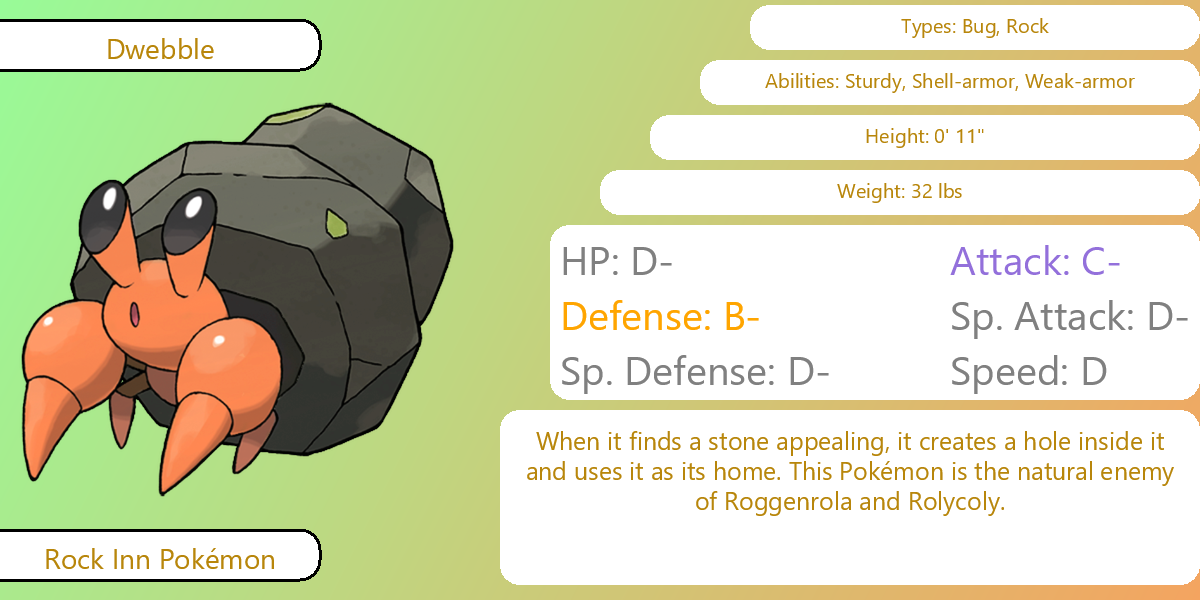 Dwebble
Types: Bug, Rock
Abilities: Sturdy, Shell-armor, Weak-armor
Height: 0' 11"
Weight: 32 lbs
HP: D-
Attack: C-
Defense: B-
Sp. Attack: D-
Sp. Defense: D-
Speed: D
When it finds a stone appealing, it creates a hole inside it
and uses it as its home. This Pokémon is the natural enemy
of Roggenrola and Rolycoly.
Rock Inn Pokémon